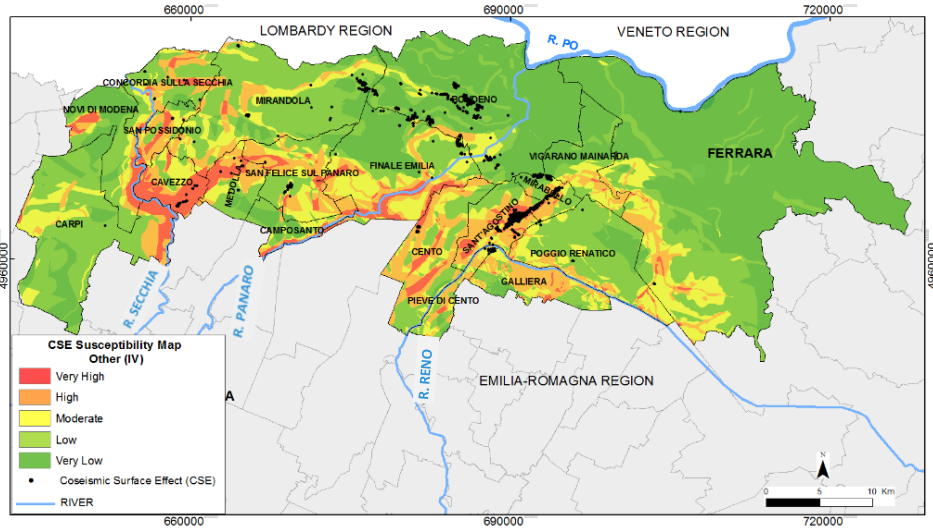 660000 690000 720000
LOMBARDY REGION
VENETO REGION
R. PO
CONCORDIA SULLA SECCHIA
NOVI DI MODENA
MIRANDOLA
BONDENO
SAN POSSIDONIO
FERRARA
VIGARANO MAINARDA
FINALE EMILIA
SAN FELICE SUL PANARO
MEDOLLA
CAVEZZO
MIRABELLO
SANT'AGOSTINO
CARPI
CAMPOSANTO
CENTO
POGGIO RENATICO
GALLIERA
PIEVE DI CENTO
4960000
4960000
R. SECCHIA
R. PANARO
R. RENO
EMILIA-ROMAGNA REGION
A
CSE Susceptibility Map
Other (IV)
Very High
High
Moderate
Low
Very Low
Coseismic Surface Effect (CSE)
RIVER
N
0 5 10 Km
660000 690000 720000